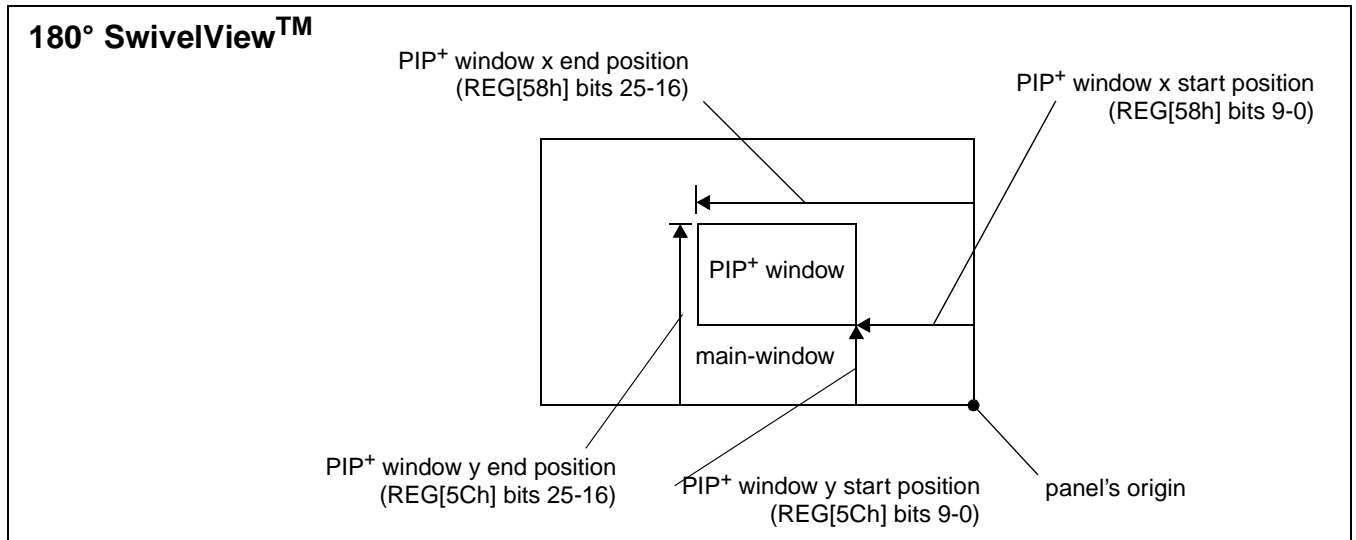 180° SwivelView™
PIP+ window x end position
(REG[58h] bits 25-16)
PIP+ window x start position
(REG[58h] bits 9-0)
PIP+ window
main-window
PIP+ window y end position
(REG[5Ch] bits 25-16)
PIP+ window y start position
(REG[5Ch] bits 9-0)
panel's origin